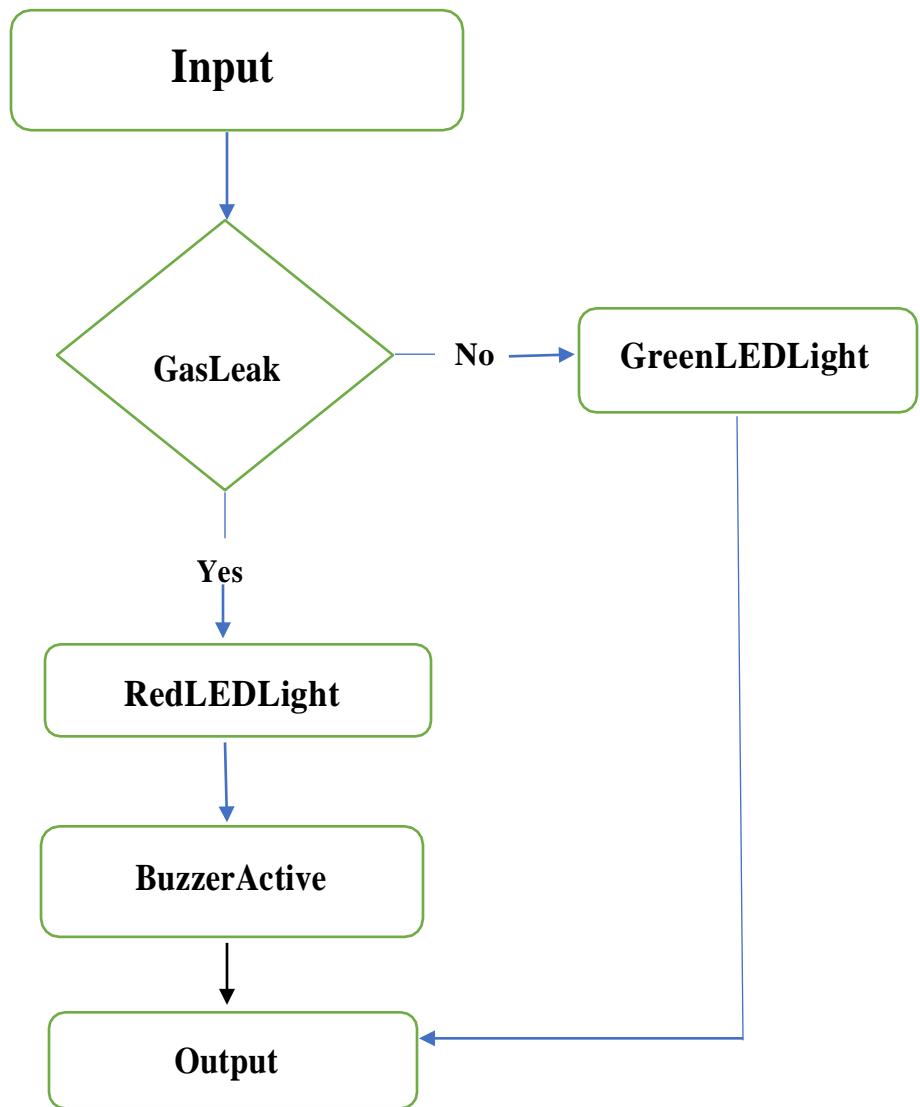 Input
GasLeak
No
GreenLEDLight
Yes
RedLEDLight
BuzzerActive
Output